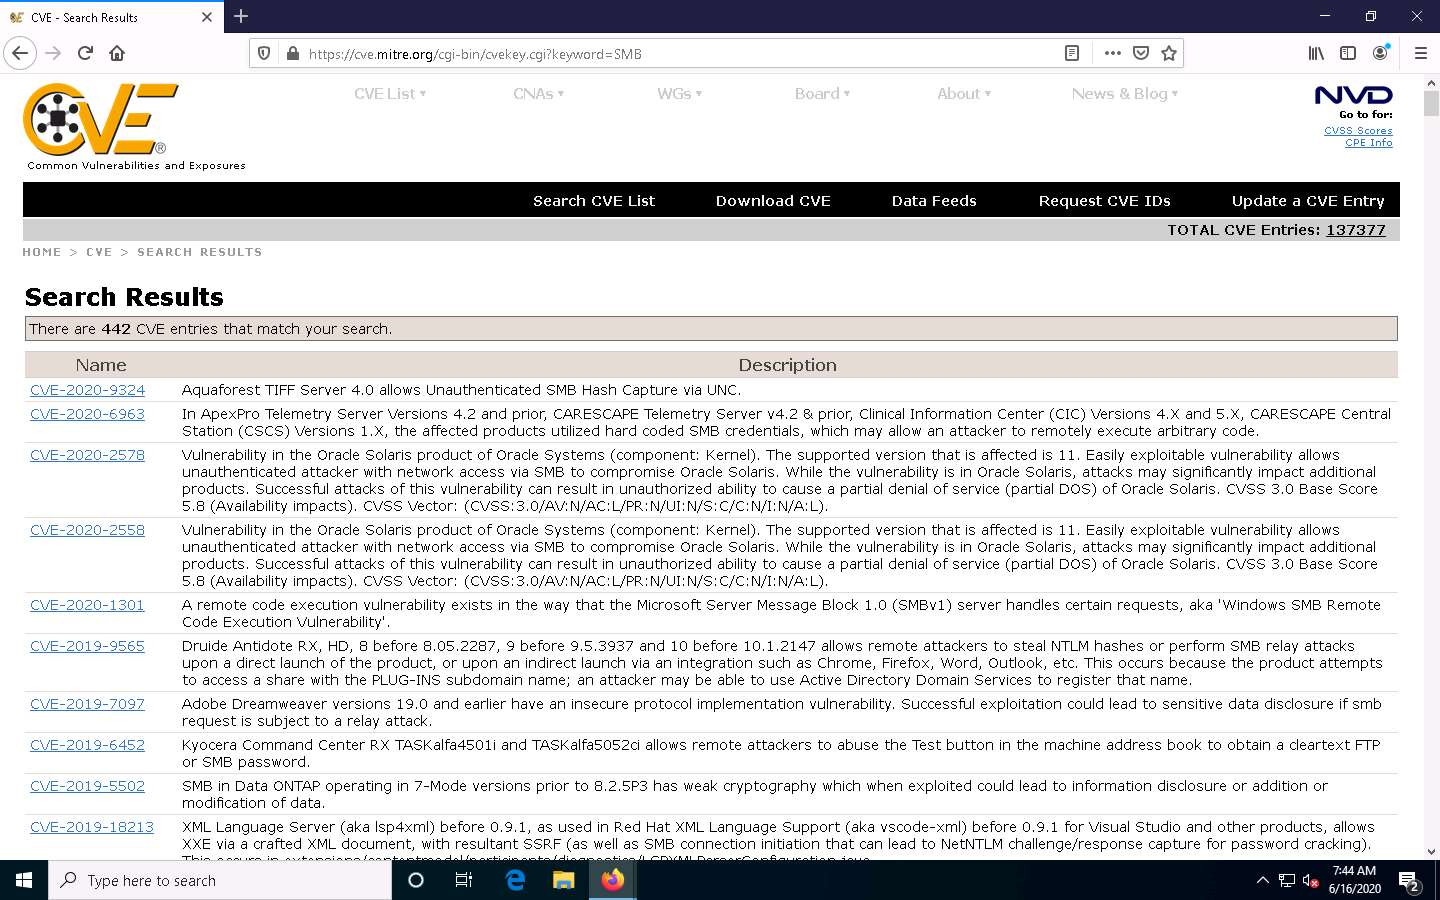 CVE - Search Results
https://cve.mitre.org/cgi-bin/cvekey.cgi?keyword=SMB
CVE®
Common Vulnerabilities and Exposures
CVE List▾ CNAs▾ WGs▾ Board▾ About▾ News & Blog▾
NVD
Go to for:
CVSS Scores
CPE Info
Search CVE List Download CVE Data Feeds Request CVE IDs Update a CVE Entry
TOTAL CVE Entries: 137377
HOME > CVE > SEARCH RESULTS
Search Results
There are 442 CVE entries that match your search.
Name Description
CVE-2020-9324 Aquaforest TIFF Server 4.0 allows Unauthenticated SMB Hash Capture via UNC.
CVE-2020-6963 In ApexPro Telemetry Server Versions 4.2 and prior, CARESCAPE Telemetry Server v4.2 & prior, Clinical Information Center (CIC) Versions 4.X and 5.X, CARESCAPE Central
Station (CSCS) Versions 1.X, the affected products utilized hard coded SMB credentials, which may allow an attacker to remotely execute arbitrary code.
CVE-2020-2578 Vulnerability in the Oracle Solaris product of Oracle Systems (component: Kernel). The supported version that is affected is 11. Easily exploitable vulnerability allows
unauthenticated attacker with network access via SMB to compromise Oracle Solaris. While the vulnerability is in Oracle Solaris, attacks may significantly impact additional
products. Successful attacks of this vulnerability can result in unauthorized ability to cause a partial denial of service (partial DOS) of Oracle Solaris. CVSS 3.0 Base Score
5.8 (Availability impacts). CVSS Vector: (CVSS:3.0/AV:N/AC:L/PR:N/UI:N/S:C/C:N/I:N/A:L).
CVE-2020-2558 Vulnerability in the Oracle Solaris product of Oracle Systems (component: Kernel). The supported version that is affected is 11. Easily exploitable vulnerability allows
unauthenticated attacker with network access via SMB to compromise Oracle Solaris. While the vulnerability is in Oracle Solaris, attacks may significantly impact additional
products. Successful attacks of this vulnerability can result in unauthorized ability to cause a partial denial of service (partial DOS) of Oracle Solaris. CVSS 3.0 Base Score
5.8 (Availability impacts). CVSS Vector: (CVSS:3.0/AV:N/AC:L/PR:N/UI:N/S:C/C:N/I:N/A:L).
CVE-2020-1301 A remote code execution vulnerability exists in the way that the Microsoft Server Message Block 1.0 (SMBv1) server handles certain requests, aka 'Windows SMB Remote
Code Execution Vulnerability'.
CVE-2019-9565 Druide Antidote RX, HD, 8 before 8.05.2287, 9 before 9.5.3937 and 10 before 10.1.2147 allows remote attackers to steal NTLM hashes or perform SMB relay attacks
upon a direct launch of the product, or upon an indirect launch via an integration such as Chrome, Firefox, Word, Outlook, etc. This occurs because the product attempts
to access a share with the PLUG-INS subdomain name; an attacker may be able to use Active Directory Domain Services to register that name.
CVE-2019-7097 Adobe Dreamweaver versions 19.0 and earlier have an insecure protocol implementation vulnerability. Successful exploitation could lead to sensitive data disclosure if smb
request is subject to a relay attack.
CVE-2019-6452 Kyocera Command Center RX TASKalfa4501i and TASKalfa5052ci allows remote attackers to abuse the Test button in the machine address book to obtain a cleartext FTP
or SMB password.
CVE-2019-5502 SMB in Data ONTAP operating in 7-Mode versions prior to 8.2.5P3 has weak cryptography which when exploited could lead to information disclosure or addition or
modification of data.
CVE-2019-18213 XML Language Server (aka lsp4xml) before 0.9.1, as used in Red Hat XML Language Support (aka vscode-xml) before 0.9.1 for Visual Studio and other products, allows
XXE via a crafted XML document, with resultant SSRF (as well as SMB connection initiation that can lead to NetNTLM challenge/response capture for password cracking).
This occurs in extensions/contentmodel/participants/diagnostics/LSPXMLParserConfiguration.java.
Type here to search
7:44 AM
6/16/2020
2